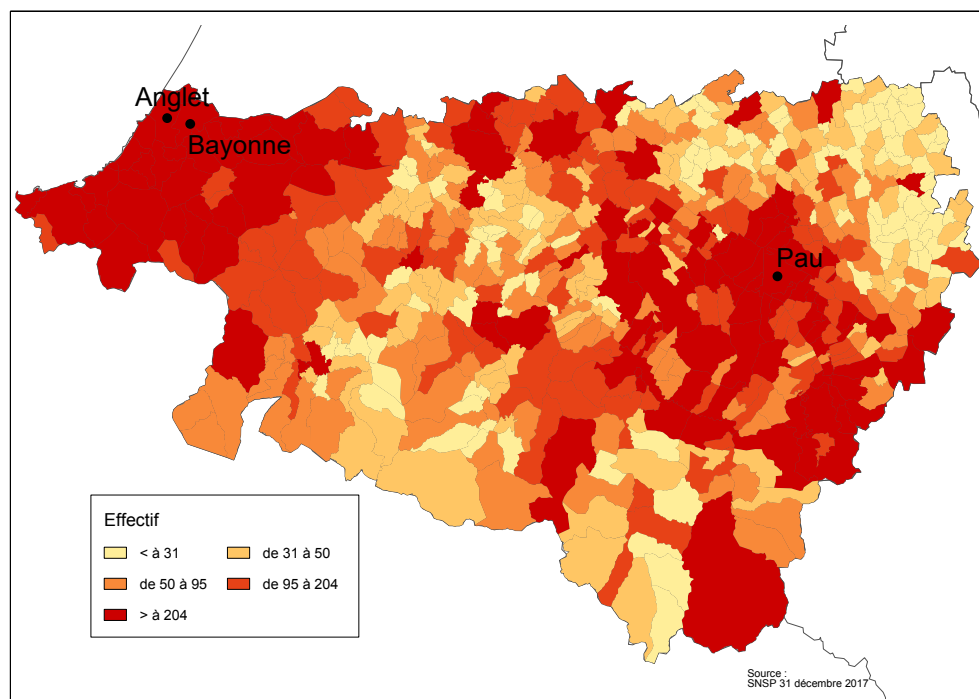 Anglet
Bayonne
Pau
Effectif
< à 31
de 31 à 50
de 50 à 95
de 95 à 204
> à 204
Source :
SNSP 31 décembre 2017